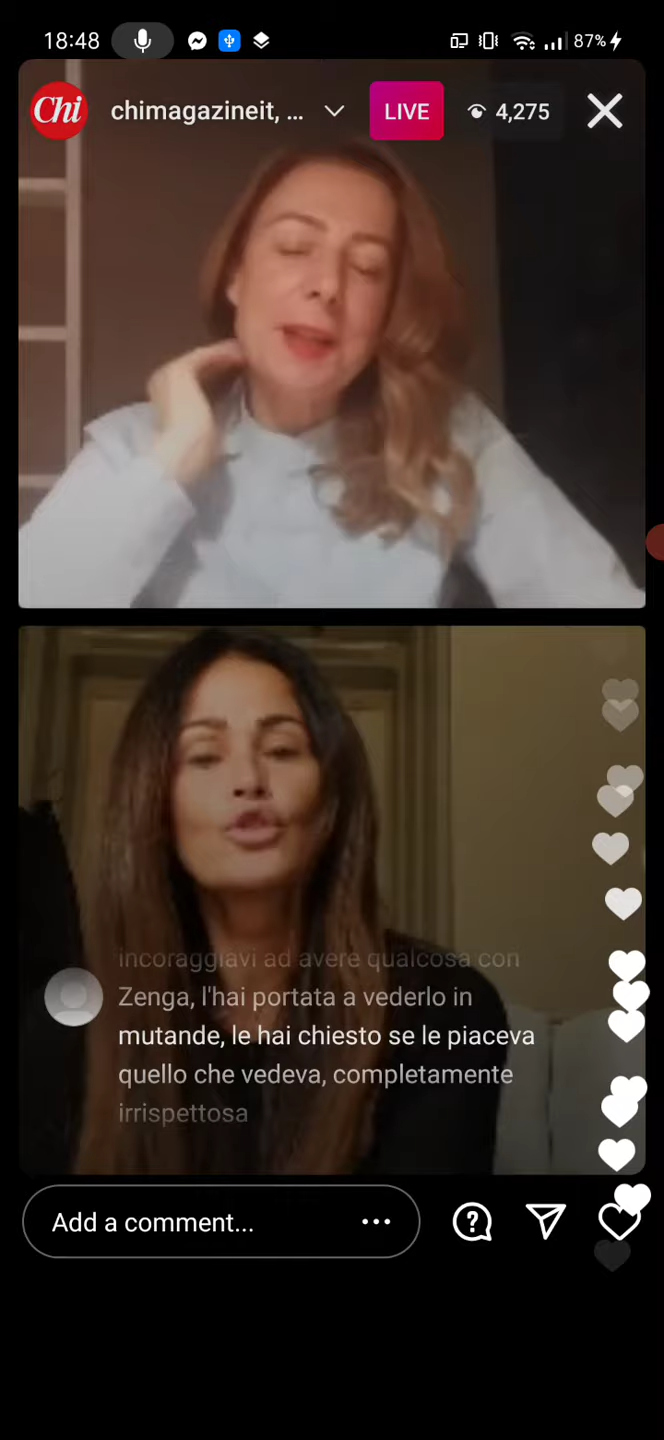 18:48
87%
Chi
chimagazineit, ...
LIVE
4,275
incoraggiavi ad avere qualcosa con
Zenga, l'hai portata a vederlo in
mutande, le hai chiesto se le piaceva
quello che vedeva, completamente
irrispettosa
Add a comment...